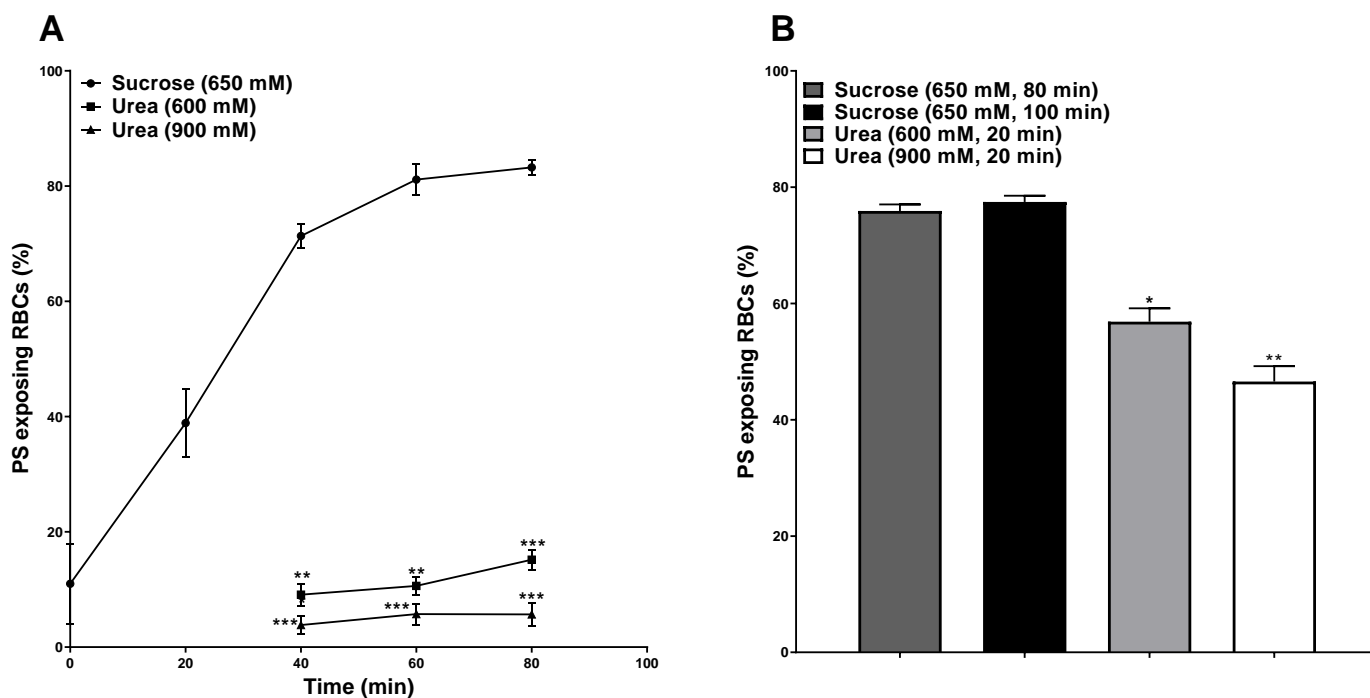 A
Sucrose (650 mM)
Urea (600 mM)
Urea (900 mM)
PS exposing RBCs (%)
100
80
60
40
20
0
***
**
**
***
***
***
0
20
40
60
80
100
Time (min)
B
Sucrose (650 mM, 80 min)
Sucrose (650 mM, 100 min)
Urea (600 mM, 20 min)
Urea (900 mM, 20 min)
PS exposing RBCs (%)
100
80
60
40
20
0
*
**